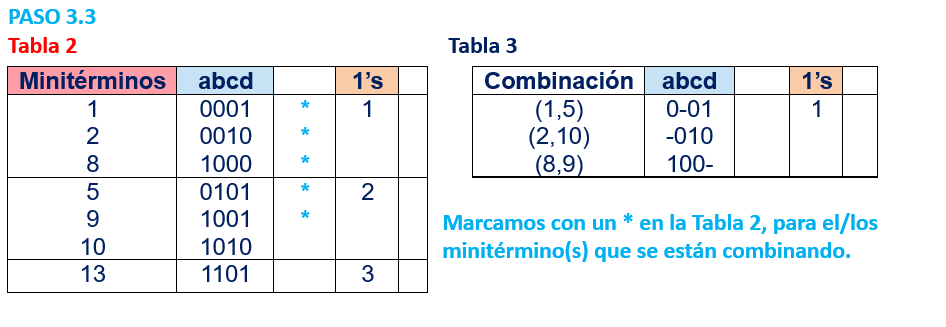 PASO 3.3
Tabla 2
Minitérminos abcd 1's
1 0001 * 1
2 0010 *
8 1000 *
5 0101 * 2
9 1001 *
10 1010
13 1101 3
Tabla 3
Combinación abcd 1's
(1,5) 0-01 1
(2,10) -010
(8,9) 100-
Marcamos con un * en la Tabla 2, para el/los
minitérmino(s) que se están combinando.